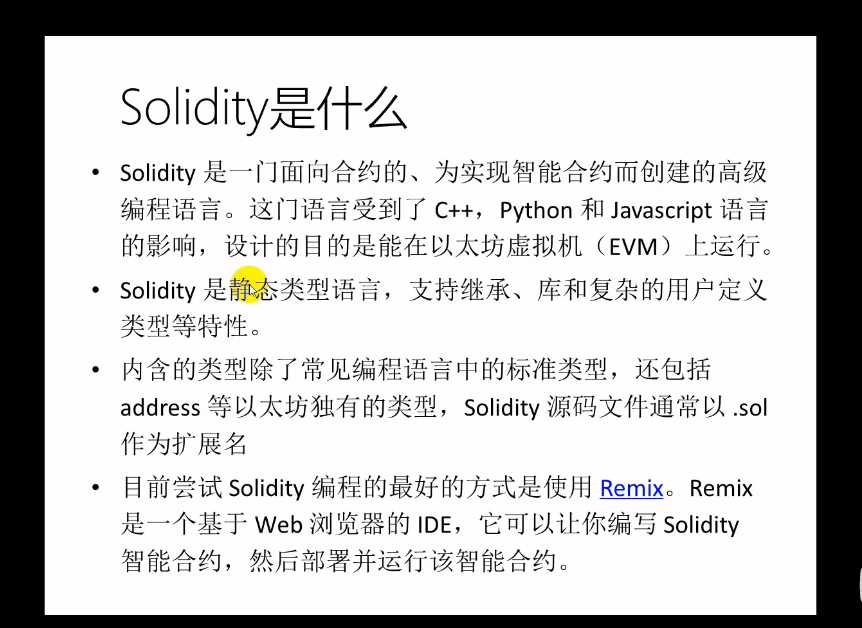 Solidity是什么
• Solidity 是一门面向合约的、为实现智能合约而创建的高级
编程语言。这门语言受到了 C++，Python 和 Javascript 语言
的影响，设计的目的是能在以太坊虚拟机（EVM）上运行。
• Solidity 是静态类型语言，支持继承、库和复杂的用户定义
类型等特性。
• 内含的类型除了常见编程语言中的标准类型，还包括
address 等以太坊独有的类型，Solidity 源码文件通常以 .sol
作为扩展名
• 目前尝试 Solidity 编程的最好的方式是使用 Remix。Remix
是一个基于 Web 浏览器的 IDE，它可以让你编写 Solidity
智能合约，然后部署并运行该智能合约。